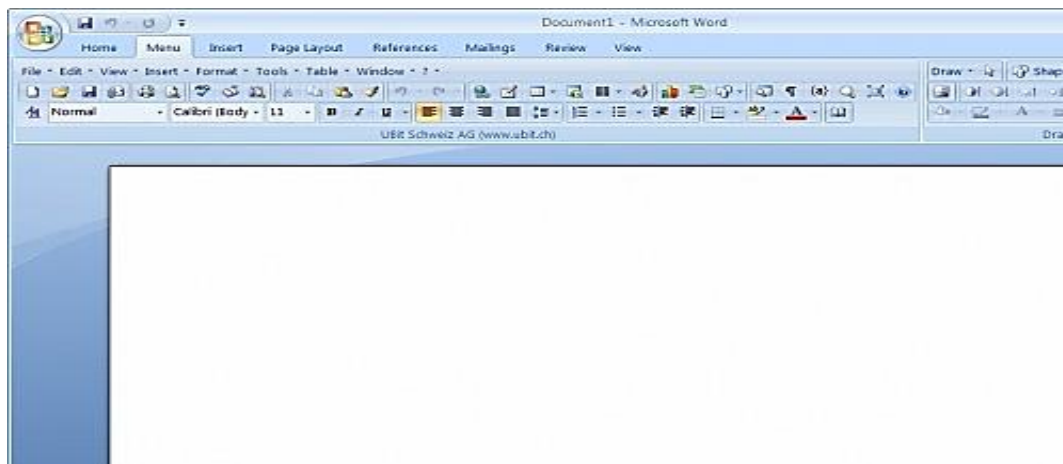 Document1 - Microsoft Word
Home Menu Insert Page Layout References Mailings Review View
File Edit View Insert Format Tools Table Window ? Draw Shap
Normal Calibri (Body 11 B I U
UBit Schweiz AG (www.ubit.ch) Dra